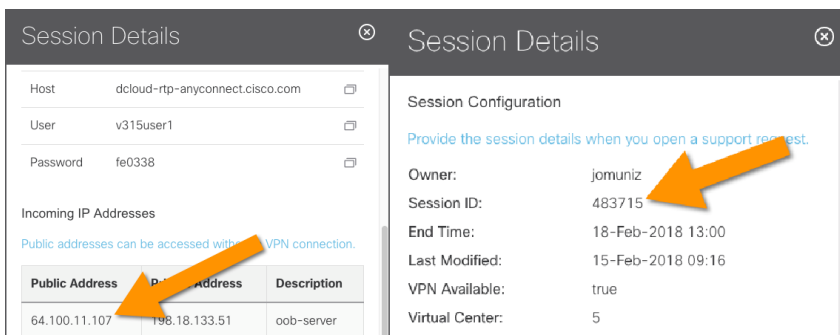 Session Details
Host dcloud-rtp-anyconnect.cisco.com
User v315user1
Password fe0338
Incoming IP Addresses
Public addresses can be accessed VPN connection.
Public Address Address Description
64.100.11.107 198.18.133.51 oob-server
Session Details
Session Configuration
Provide the session details when you open a support request.
Owner: jomuniz
Session ID: 483715
End Time: 18-Feb-2018 13:00
Last Modified: 15-Feb-2018 09:16
VPN Available: true
Virtual Center: 5